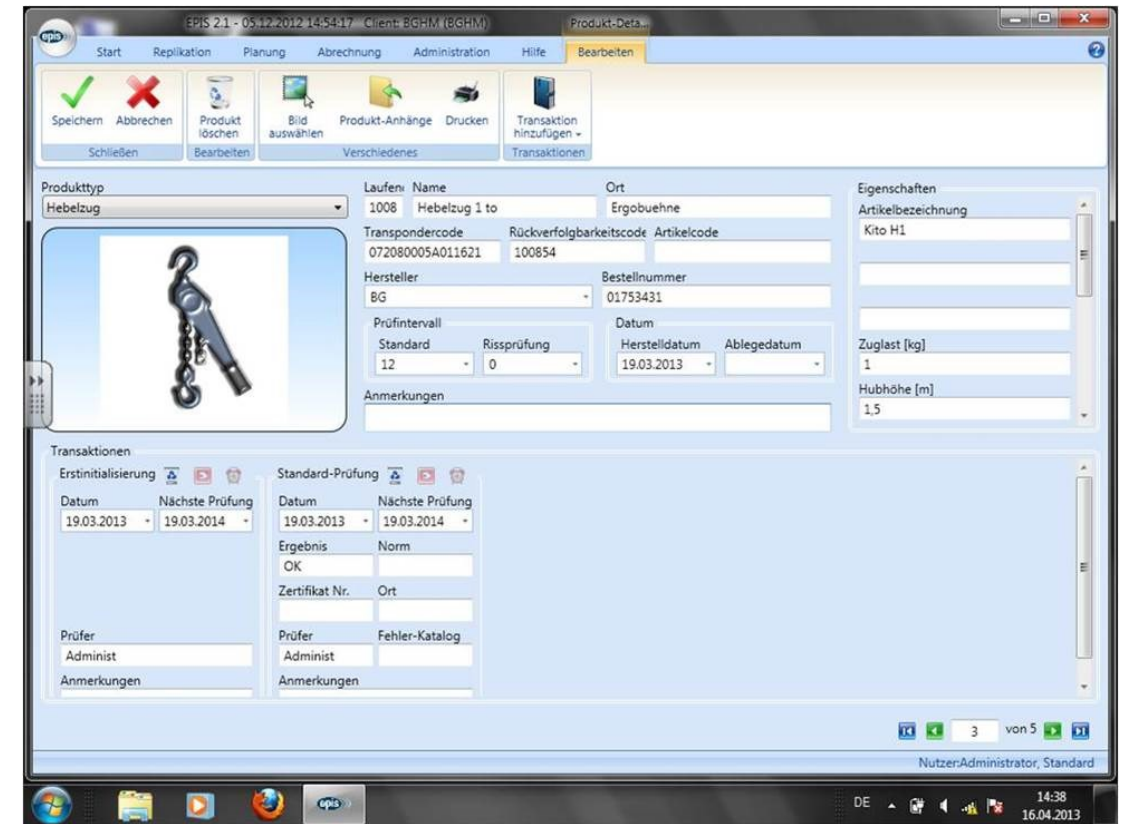 epis EPIS 2.1 - 05.12.2012 14:54:17 Client: BGHM (BGHM) Produkt-Deta...
Start Replikation Planung Abrechnung Administration Hilfe Bearbeiten
Speichern Abbrechen Produkt löschen Bild auswählen Produkt-Anhänge Drucken Transaktion hinzufügen
Schließen Bearbeiten Verschiedenes Transaktionen
Produkttyp
Hebelzug
Laufen Name Ort
1008 Hebelzug 1 to Ergobuehne
Transpondercode Rückverfolgbarkeitscode Artikelcode
072080005A011621 100854
Hersteller Bestellnummer
BG 01753431
Prüfintervall Datum
Standard Rissprüfung Herstelldatum Ablegedatum
12 0 19.03.2013
Anmerkungen
Eigenschaften
Artikelbezeichnung
Kito H1
Zuglast [kg]
1
Hubhöhe [m]
1,5
Transaktionen
Erstinitialisierung
Datum Nächste Prüfung
19.03.2013 19.03.2014
Prüfer
Administ
Anmerkungen
Standard-Prüfung
Datum Nächste Prüfung
19.03.2013 19.03.2014
Ergebnis Norm
OK
Zertifikat Nr. Ort
Prüfer Fehler-Katalog
Administ
Anmerkungen
3 von 5
Nutzer:Administrator, Standard
epis
DE 14:38
16.04.2013